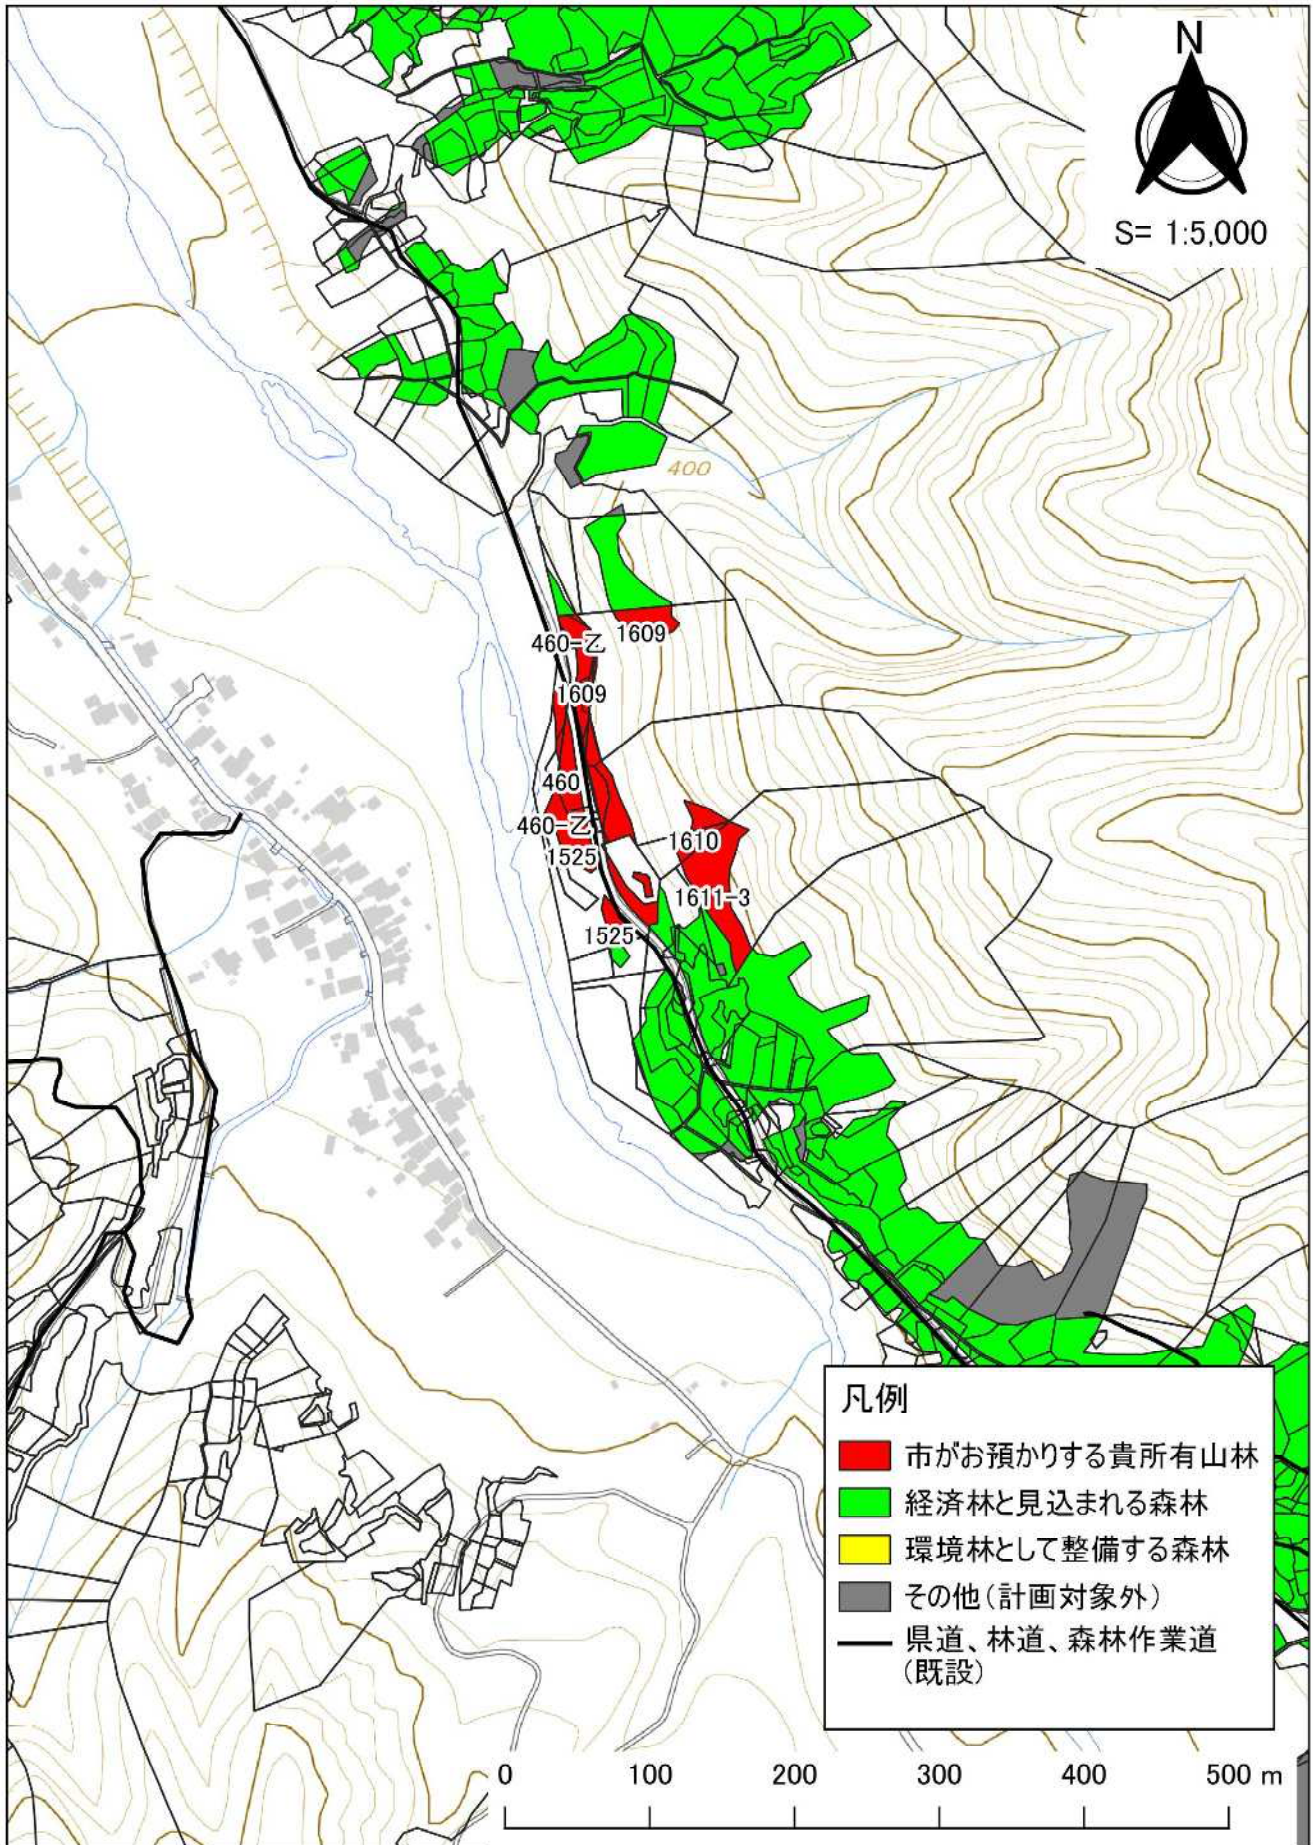 N
S= 1:5,000
400
460-乙
1609
1609
460
460-乙
1610
1525
1611-3
1525
凡例
市がお預かりする貴所有山林
経済林と見込まれる森林
環境林として整備する森林
その他(計画対象外)
県道、林道、森林作業道
(既設)
0 100 200 300 400 500 m